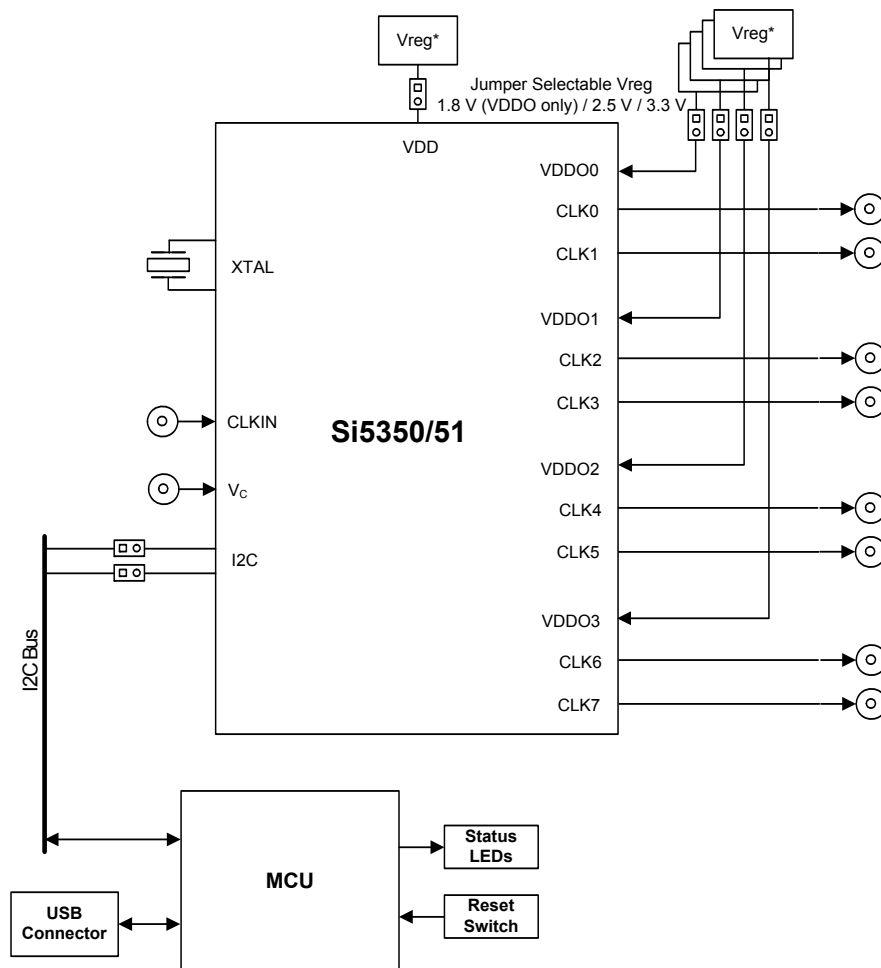 Vreg*
Vreg*
Jumper Selectable Vreg
1.8 V (VDDO only) / 2.5 V / 3.3 V
VDD
VDDO0
CLK0
CLK1
XTAL
VDDO1
CLK2
CLK3
CLKIN
Si5350/51
VDDO2
VC
CLK4
CLK5
I2C
VDDO3
CLK6
CLK7
I2C Bus
MCU
Status
LEDs
USB
Connector
Reset
Switch